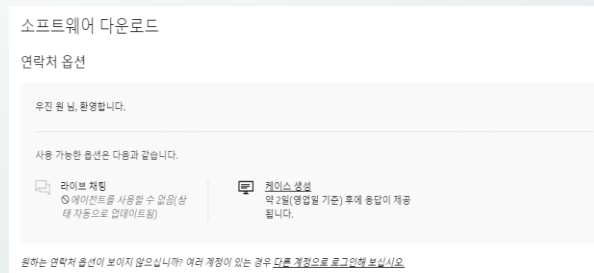 소프트웨어 다운로드
연락처 옵션
우진 원 님, 환영합니다.
사용 가능한 옵션은 다음과 같습니다.
라이브 채팅
에이전트를 사용할 수 없음(상
태 자동으로 업데이트됨)
케이스 생성
약 2일(영업일 기준) 후에 응답이 제공
됩니다.
원하는 연락처 옵션이 보이지 않으십니까? 여러 계정이 있는 경우 다른 계정으로 로그인해 보십시오.